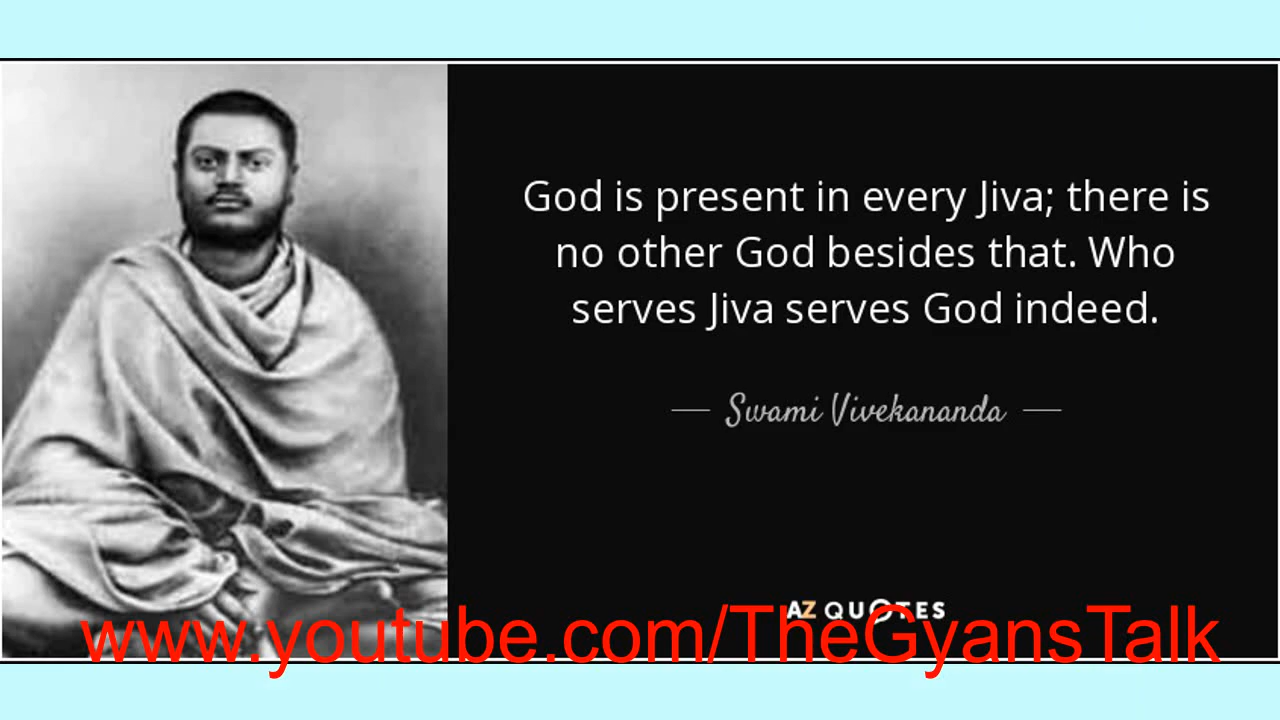 God is present in every Jiva; there is
no other God besides that. Who
serves Jiva serves God indeed.
— Swami Vivekananda —
AZ QUOTES
www.youtube.com/TheGyansTalk